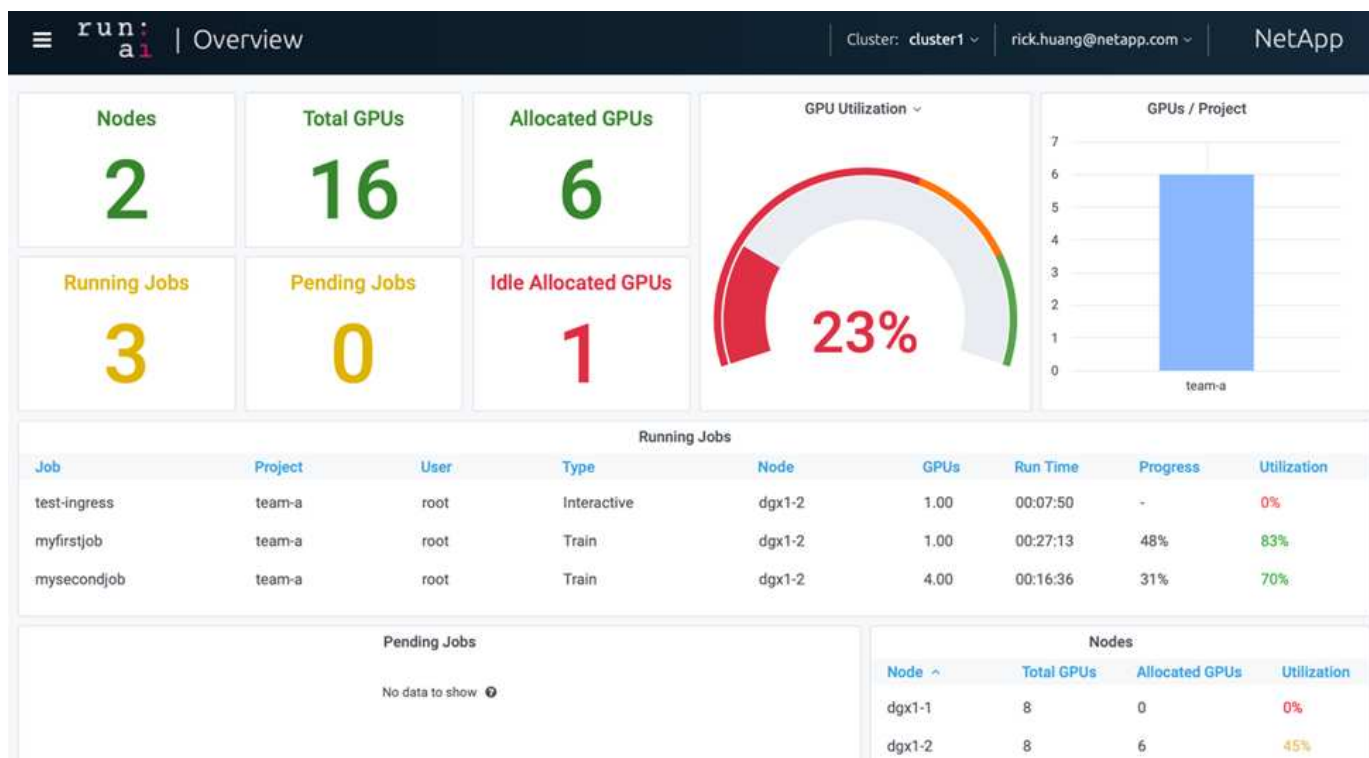 run:
ai | Overview
Cluster: cluster1
rick.huang@netapp.com
NetApp
Nodes
2
Total GPUs
16
Allocated GPUs
6
Running Jobs
3
Pending Jobs
0
Idle Allocated GPUs
1
GPU Utilization
23%
GPUs / Project
7
6
5
4
3
2
1
0
team-a
Running Jobs
Job Project User Type Node GPUs Run Time Progress Utilization
test-ingress team-a root Interactive dgx1-2 1.00 00:07:50 - 0%
myfirstjob team-a root Train dgx1-2 1.00 00:27:13 48% 83%
mysecondjob team-a root Train dgx1-2 4.00 00:16:36 31% 70%
Pending Jobs
No data to show ?
Nodes
Node Total GPUs Allocated GPUs Utilization
dgx1-1 8 0 0%
dgx1-2 8 6 45%